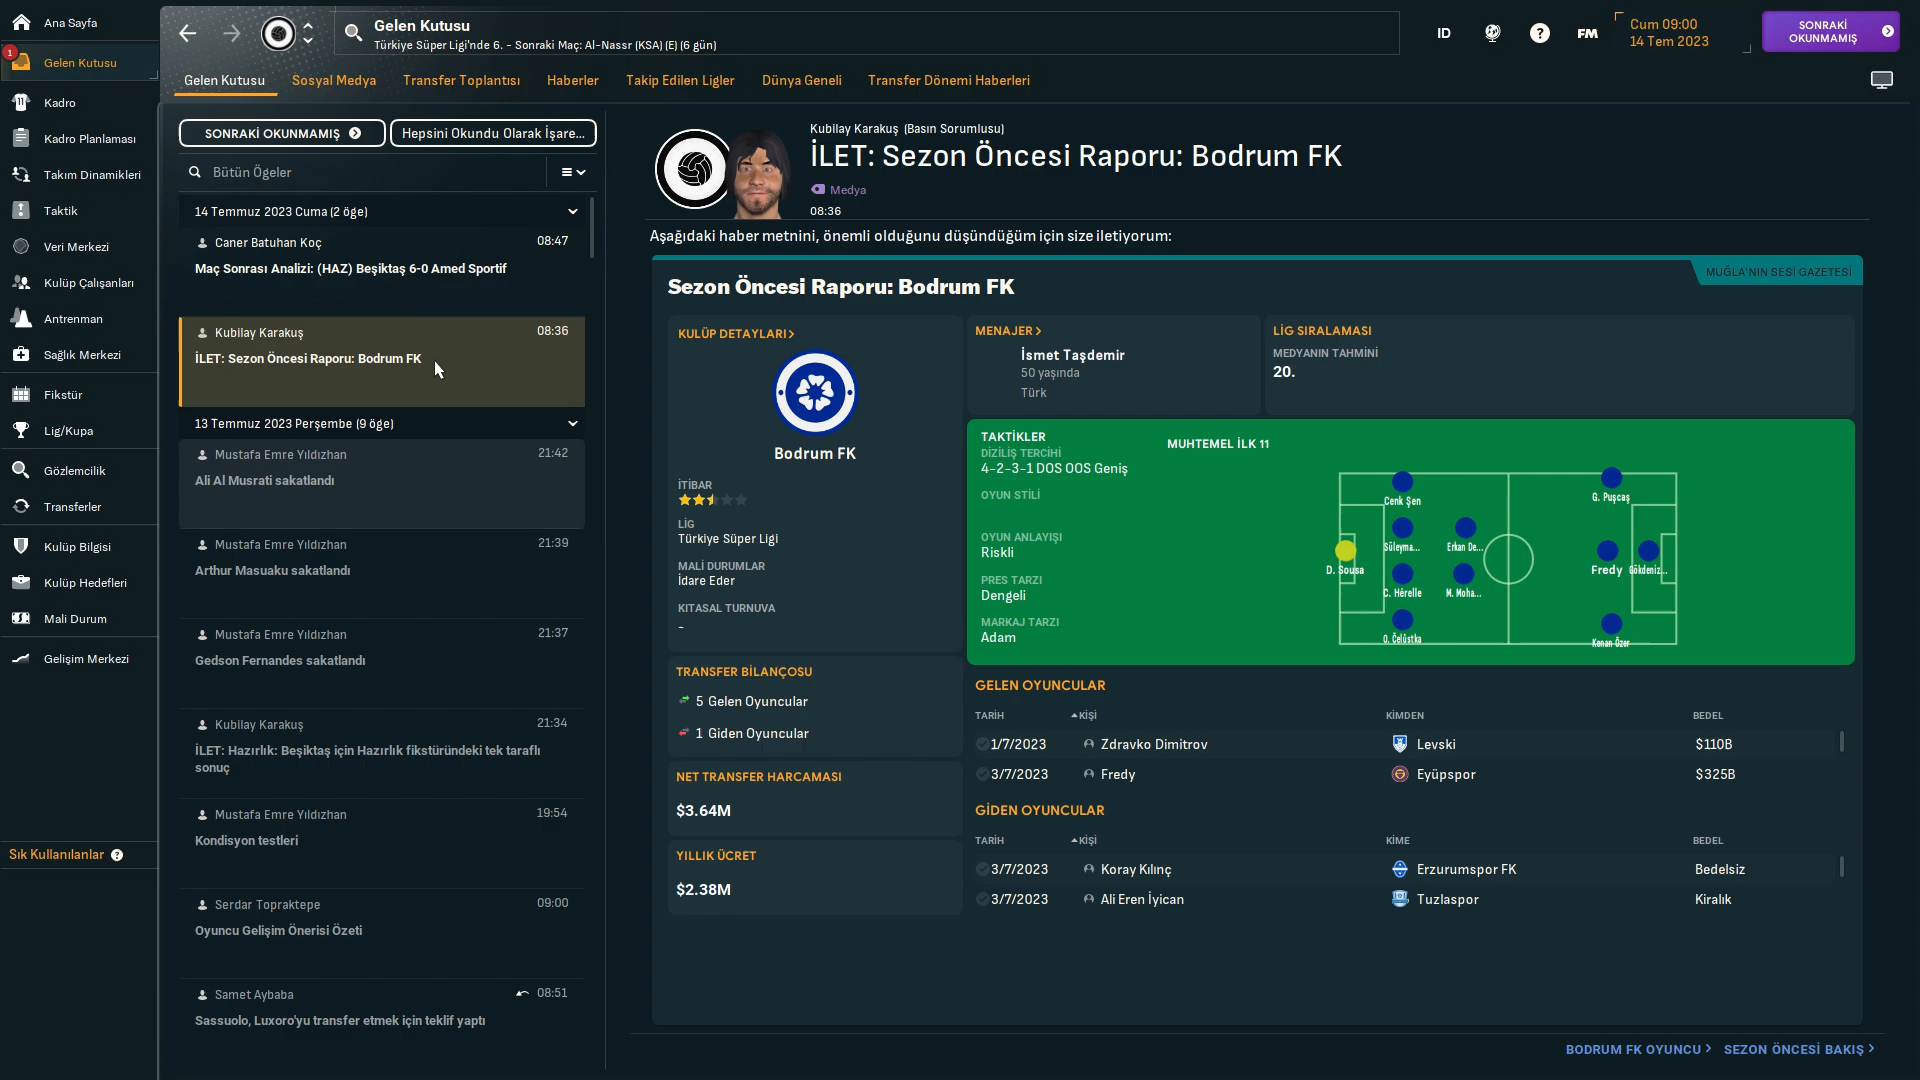 Ana Sayfa
1
Gelen Kutusu
Kadro
Kadro Planlaması
Takım Dinamikleri
Taktik
Veri Merkezi
Kulüp Çalışanları
Antrenman
Sağlık Merkezi
Fikstür
Lig/Kupa
Gözlemcilik
Transferler
Kulüp Bilgisi
Kulüp Hedefleri
Mali Durum
Gelişim Merkezi
Sık Kullanılanlar ?
Gelen Kutusu
Türkiye Süper Ligi'nde 6. - Sonraki Maç: Al-Nassr (KSA) (E) (6 gün)
ID
?
FM
Cum 09:00
14 Tem 2023
SONRAKİ
OKUNMAMIŞ
Gelen Kutusu Sosyal Medya Transfer Toplantısı Haberler Takip Edilen Ligler Dünya Geneli Transfer Dönemi Haberleri
SONRAKİ OKUNMAMIŞ
Hepsini Okundu Olarak İşare...
Bütün Ögeler
14 Temmuz 2023 Cuma (2 öge)
Caner Batuhan Koç 08:47
Maç Sonrası Analizi: (HAZ) Beşiktaş 6-0 Amed Sportif
Kubilay Karakuş 08:36
İLET: Sezon Öncesi Raporu: Bodrum FK
13 Temmuz 2023 Perşembe (9 öge)
Mustafa Emre Yıldızhan 21:42
Ali Al Musrati sakatlandı
Mustafa Emre Yıldızhan 21:39
Arthur Masuaku sakatlandı
Mustafa Emre Yıldızhan 21:37
Gedson Fernandes sakatlandı
Kubilay Karakuş 21:34
İLET: Hazırlık: Beşiktaş için Hazırlık fikstüründeki tek taraflı
sonuç
Mustafa Emre Yıldızhan 19:54
Kondisyon testleri
Serdar Topraktepe 09:00
Oyuncu Gelişim Önerisi Özeti
Samet Aybaba 08:51
Sassuolo, Luxoro'yu transfer etmek için teklif yaptı
Kubilay Karakuş (Basın Sorumlusu)
İLET: Sezon Öncesi Raporu: Bodrum FK
Medya
08:36
Aşağıdaki haber metnini, önemli olduğunu düşündüğüm için size iletiyorum:
MUĞLA'NIN SESİ GAZETESİ
Sezon Öncesi Raporu: Bodrum FK
KULÜP DETAYLARI
Bodrum FK
İTİBAR
LİG
Türkiye Süper Ligi
MALİ DURUMLAR
İdare Eder
KITASAL TURNUVA
-
TRANSFER BİLANÇOSU
5 Gelen Oyuncular
1 Giden Oyuncular
NET TRANSFER HARCAMASI
$3.64M
YILLIK ÜCRET
$2.38M
MENAJER
İsmet Taşdemir
50 yaşında
Türk
LİG SIRALAMASI
MEDYANIN TAHMİNİ
20.
TAKTİKLER
DİZİLİŞ TERCİHİ
4-2-3-1 DOS OOS Geniş
OYUN STİLİ
OYUN ANLAYIŞI
Riskli
PRES TARZI
Dengeli
MARKAJ TARZI
Adam
MUHTEMEL İLK 11
Cenk Şen
G. Puşcaş
Süleyma...
Erkan De...
D. Sousa
Fredy
Gökdeniz...
C. Hérelle
M. Moha...
O. Čelůstka
Kenan Özer
GELEN OYUNCULAR
TARİH KİŞİ KİMDEN BEDEL
1/7/2023 Zdravko Dimitrov Levski $110B
3/7/2023 Fredy Eyüpspor $325B
GİDEN OYUNCULAR
TARİH KİŞİ KİME BEDEL
3/7/2023 Koray Kılınç Erzurumspor FK Bedelsiz
3/7/2023 Ali Eren İyican Tuzlaspor Kiralık
BODRUM FK OYUNCU
SEZON ÖNCESİ BAKIŞ